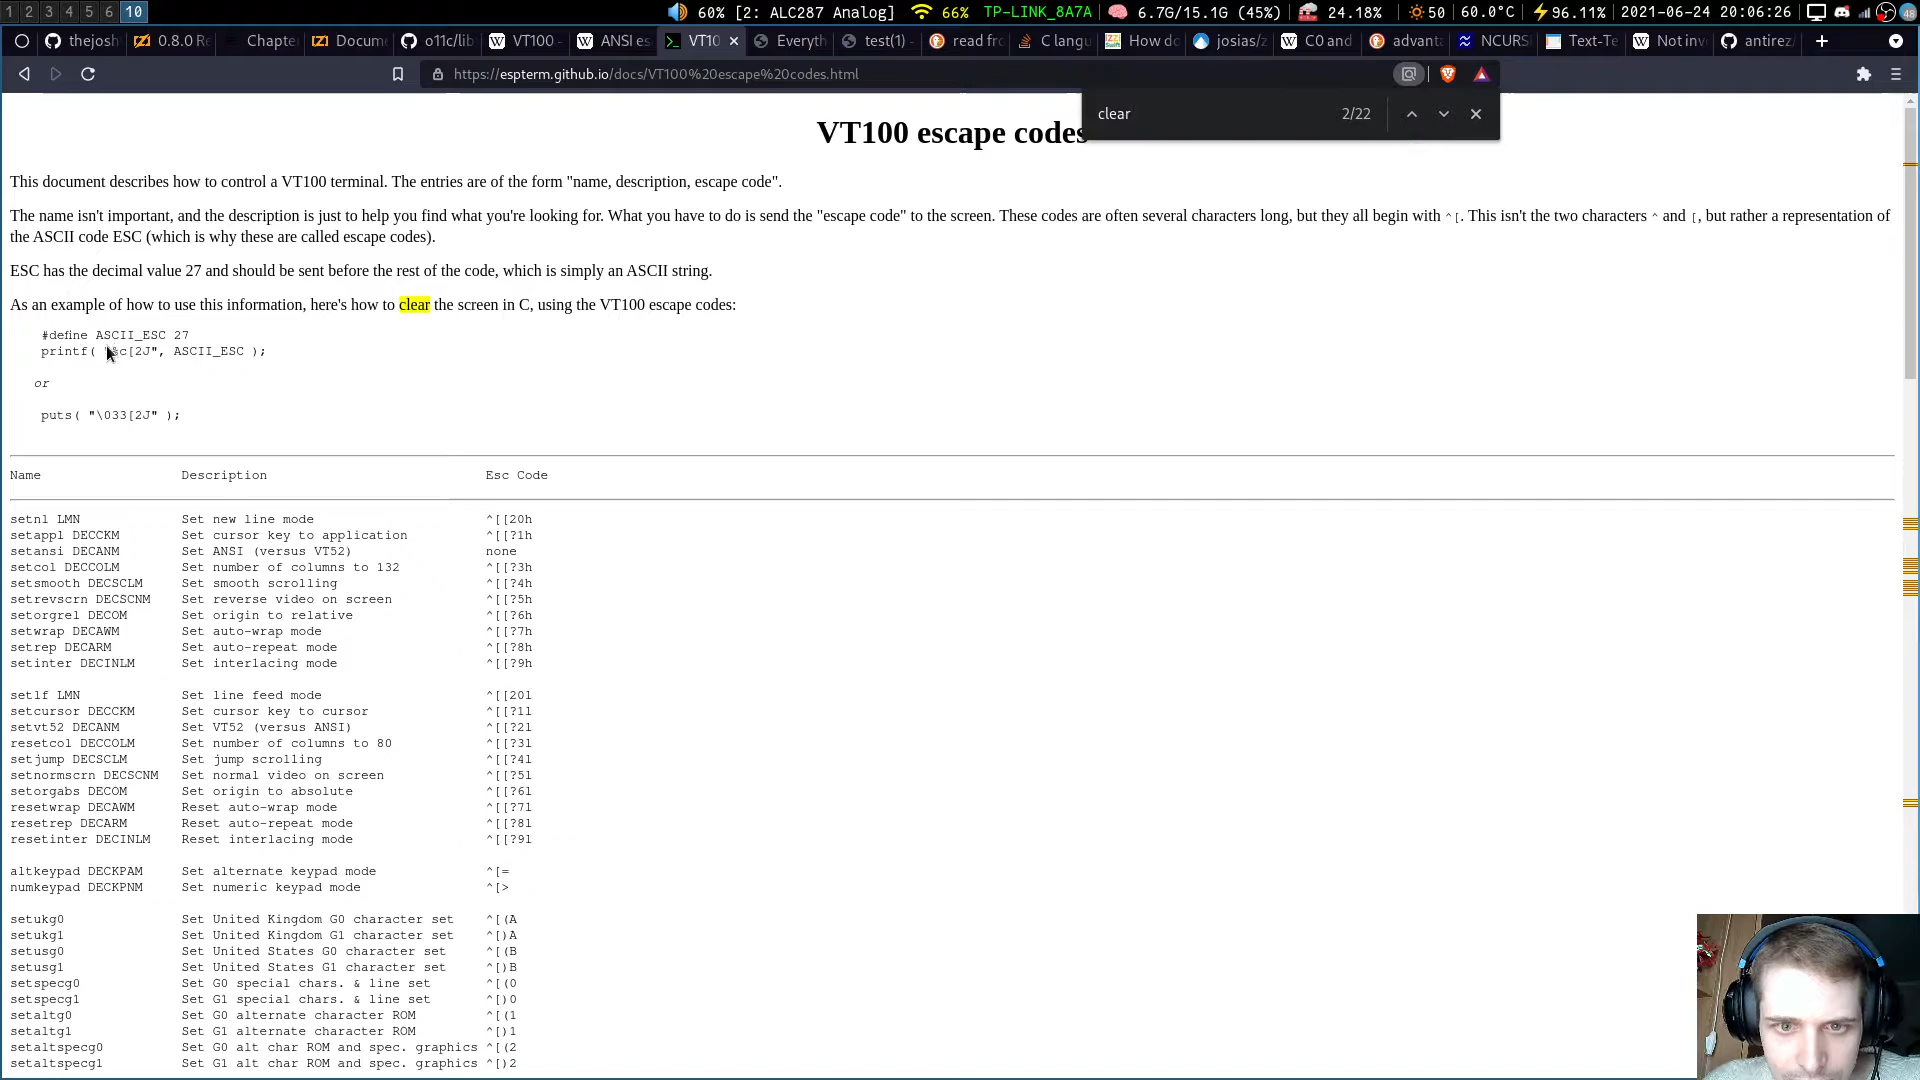 1 2 3 4 5 6 10 60% [2: ALC287 Analog] 66% TP-LINK_8A7A 6.7G/15.1G (45%) 24.18% 50 60.0°C 96.11% 2021-06-24 20:06:26
thejosh 0.8.0 Re Chapte Docume o11c/lib VT100 - ANSI es VT10 Everyth test(1) - read fro C langu How do josias/z C0 and advanta NCURS Text-Te Not inv antirez/
https://espterm.github.io/docs/VT100%20escape%20codes.html
clear 2/22
VT100 escape codes
This document describes how to control a VT100 terminal. The entries are of the form "name, description, escape code".
The name isn't important, and the description is just to help you find what you're looking for. What you have to do is send the "escape code" to the screen. These codes are often several characters long, but they all begin with ^[. This isn't the two characters ^ and [, but rather a representation of
the ASCII code ESC (which is why these are called escape codes).
ESC has the decimal value 27 and should be sent before the rest of the code, which is simply an ASCII string.
As an example of how to use this information, here's how to clear the screen in C, using the VT100 escape codes:
#define ASCII_ESC 27
printf( "%c[2J", ASCII_ESC );
or
puts( "\033[2J" );
Name Description Esc Code
setnl LMN Set new line mode ^[[20h
setappl DECCKM Set cursor key to application ^[[?1h
setansi DECANM Set ANSI (versus VT52) none
setcol DECCOLM Set number of columns to 132 ^[[?3h
setsmooth DECSCLM Set smooth scrolling ^[[?4h
setrevscrn DECSCNM Set reverse video on screen ^[[?5h
setorgrel DECOM Set origin to relative ^[[?6h
setwrap DECAWM Set auto-wrap mode ^[[?7h
setrep DECARM Set auto-repeat mode ^[[?8h
setinter DECINLM Set interlacing mode ^[[?9h
setlf LMN Set line feed mode ^[[20l
setcursor DECCKM Set cursor key to cursor ^[[?1l
setvt52 DECANM Set VT52 (versus ANSI) ^[[?2l
resetcol DECCOLM Set number of columns to 80 ^[[?3l
setjump DECSCLM Set jump scrolling ^[[?4l
setnormscrn DECSCNM Set normal video on screen ^[[?5l
setorgabs DECOM Set origin to absolute ^[[?6l
resetwrap DECAWM Reset auto-wrap mode ^[[?7l
resetrep DECARM Reset auto-repeat mode ^[[?8l
resetinter DECINLM Reset interlacing mode ^[[?9l
altkeypad DECKPAM Set alternate keypad mode ^[=
numkeypad DECKPNM Set numeric keypad mode ^[>
setukg0 Set United Kingdom G0 character set ^[(A
setukg1 Set United Kingdom G1 character set ^[)A
setusg0 Set United States G0 character set ^[(B
setusg1 Set United States G1 character set ^[)B
setspecg0 Set G0 special chars. & line set ^[(0
setspecg1 Set G1 special chars. & line set ^[)0
setaltg0 Set G0 alternate character ROM ^[(1
setaltg1 Set G1 alternate character ROM ^[)1
setaltspecg0 Set G0 alt char ROM and spec. graphics ^[(2
setaltspecg1 Set G1 alt char ROM and spec. graphics ^[)2